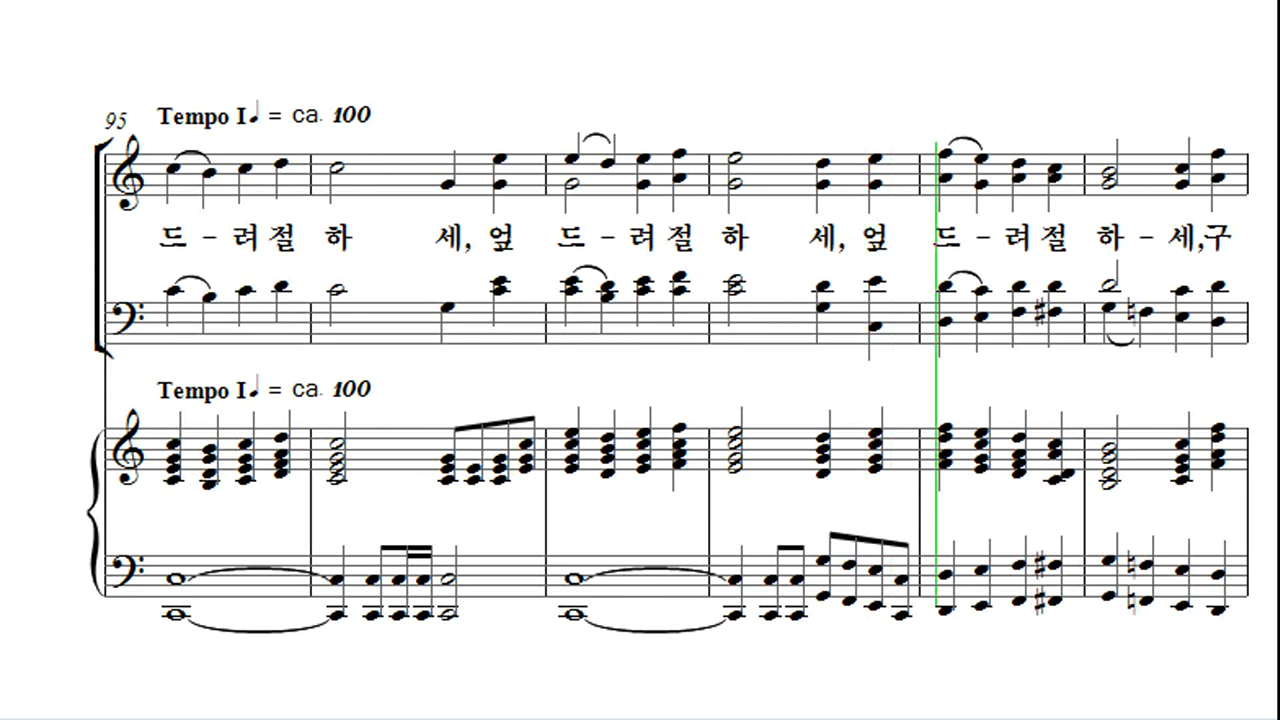 95 Tempo I♩ = ca. 100
드 - 려 절 하 세, 엎 드 - 려 절 하 세, 엎 드 - 려 절 하 - 세,구
Tempo I♩ = ca. 100